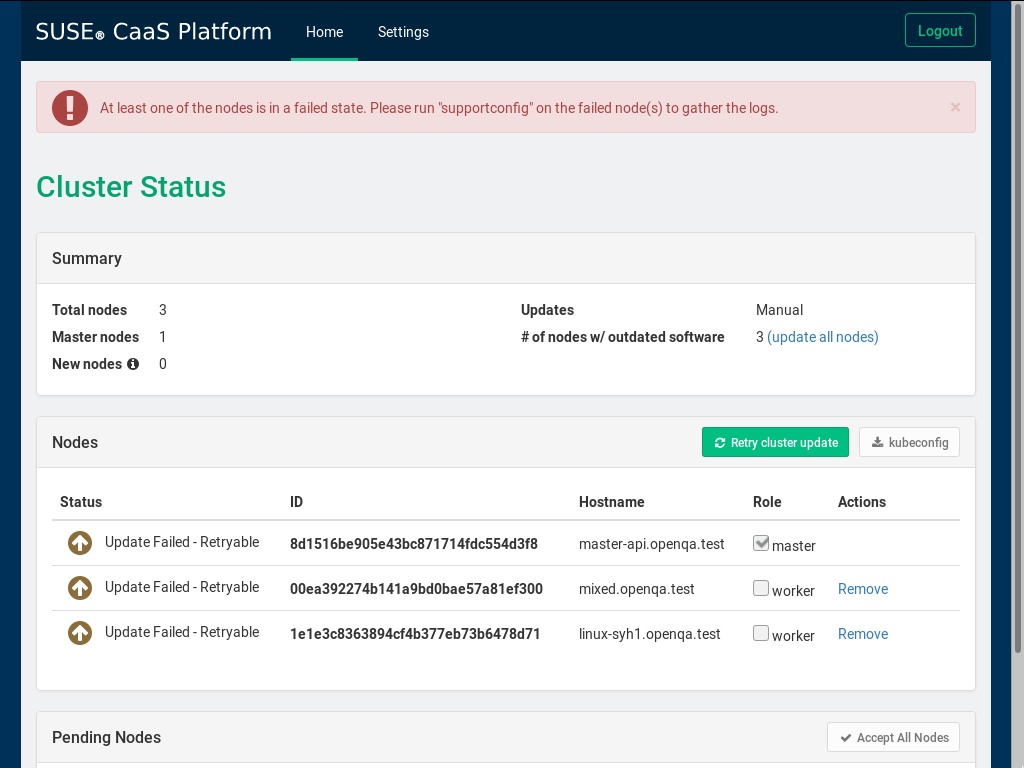 SUSE® CaaS Platform Home Settings Logout
At least one of the nodes is in a failed state. Please run "supportconfig" on the failed node(s) to gather the logs. ×
Cluster Status
Summary
Total nodes 3 Updates Manual
Master nodes 1 # of nodes w/ outdated software 3 (update all nodes)
New nodes 0
Nodes Retry cluster update kubeconfig
Status ID Hostname Role Actions
Update Failed - Retryable 8d1516be905e43bc871714fdc554d3f8 master-api.openqa.test master
Update Failed - Retryable 00ea392274b141a9bd0bae57a81ef300 mixed.openqa.test worker Remove
Update Failed - Retryable 1e1e3c8363894cf4b377eb73b6478d71 linux-syh1.openqa.test worker Remove
Pending Nodes Accept All Nodes